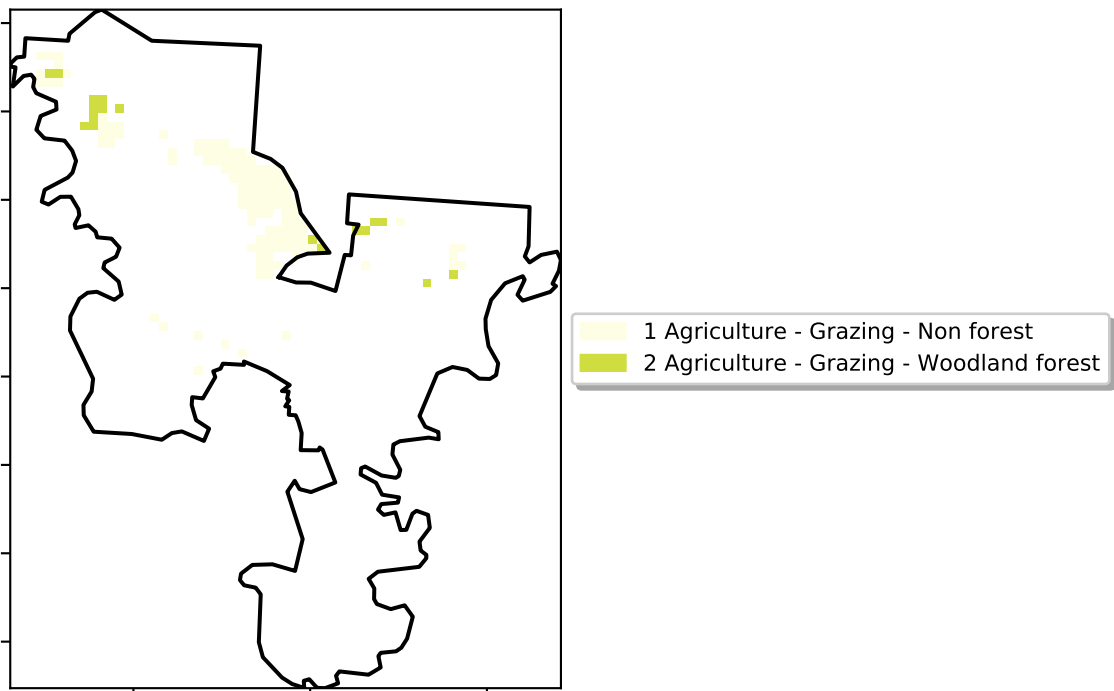 1 Agriculture - Grazing - Non forest
2 Agriculture - Grazing - Woodland forest